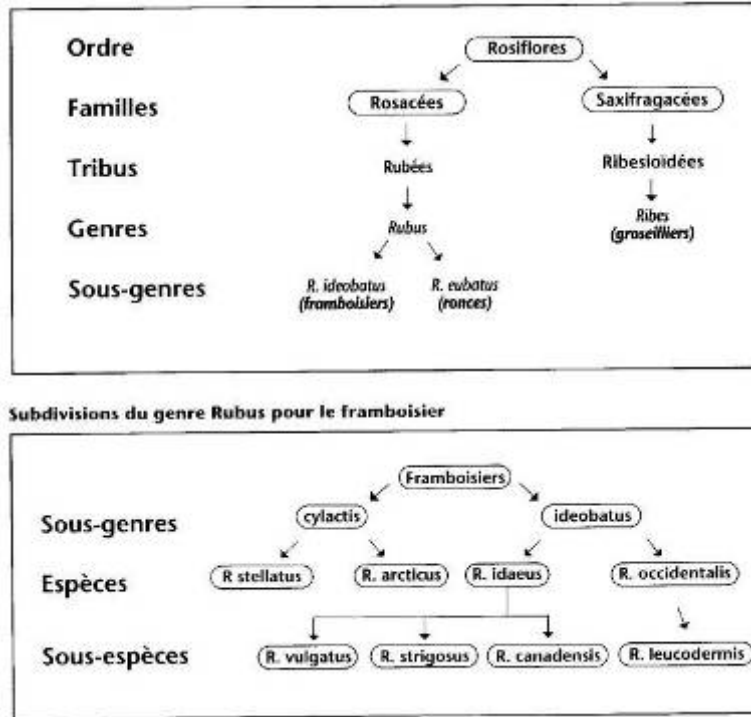 Ordre Rosiflores
Familles Rosacées Saxifragacées
Tribus Rubées Ribesioïdées
Genres Rubus Ribes
(groseilliers)
Sous-genres R. ideobatus R. eubatus
(framboisiers) (ronces)
Subdivisions du genre Rubus pour le framboisier
Framboisiers
Sous-genres cylactis ideobatus
Espèces R stellatus R. arcticus R. idaeus R. occidentalis
Sous-espèces R. vulgatus R. strigosus R. canadensis R. leucodermis